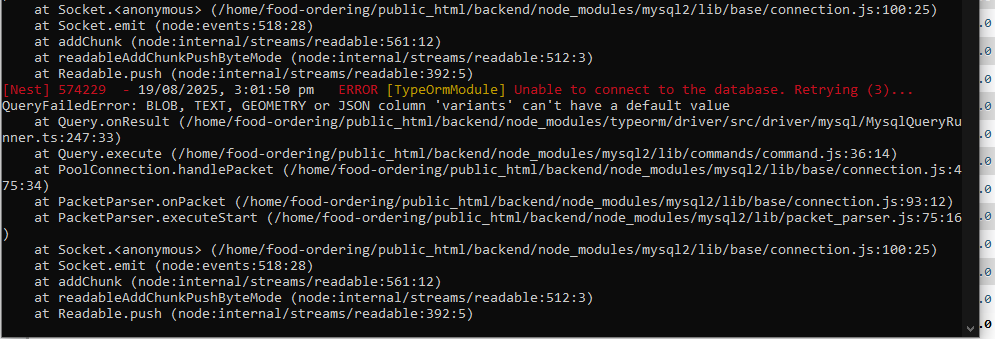 at Socket.<anonymous> (/home/food-ordering/public_html/backend/node_modules/mysql2/lib/base/connection.js:100:25)
at Socket.emit (node:events:518:28)
at addChunk (node:internal/streams/readable:561:12)
at readableAddChunkPushByteMode (node:internal/streams/readable:512:3)
at Readable.push (node:internal/streams/readable:392:5)
[Nest] 574229  - 19/08/2025, 3:01:50 pm   ERROR [TypeOrmModule] Unable to connect to the database. Retrying (3)...
QueryFailedError: BLOB, TEXT, GEOMETRY or JSON column 'variants' can't have a default value
at Query.onResult (/home/food-ordering/public_html/backend/node_modules/typeorm/driver/src/driver/mysql/MysqlQueryRu
nner.ts:247:33)
at Query.execute (/home/food-ordering/public_html/backend/node_modules/mysql2/lib/commands/command.js:36:14)
at PoolConnection.handlePacket (/home/food-ordering/public_html/backend/node_modules/mysql2/lib/base/connection.js:4
75:34)
at PacketParser.onPacket (/home/food-ordering/public_html/backend/node_modules/mysql2/lib/base/connection.js:93:12)
at PacketParser.executeStart (/home/food-ordering/public_html/backend/node_modules/mysql2/lib/packet_parser.js:75:16
)
at Socket.<anonymous> (/home/food-ordering/public_html/backend/node_modules/mysql2/lib/base/connection.js:100:25)
at Socket.emit (node:events:518:28)
at addChunk (node:internal/streams/readable:561:12)
at readableAddChunkPushByteMode (node:internal/streams/readable:512:3)
at Readable.push (node:internal/streams/readable:392:5)